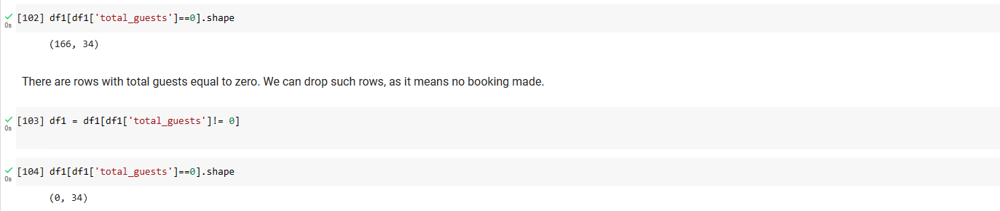 [102] df1[df1['total_guests']==0].shape
0s
(166, 34)
There are rows with total guests equal to zero. We can drop such rows, as it means no booking made.
[103] df1 = df1[df1['total_guests']!= 0]
0s
[104] df1[df1['total_guests']==0].shape
0s
(0, 34)